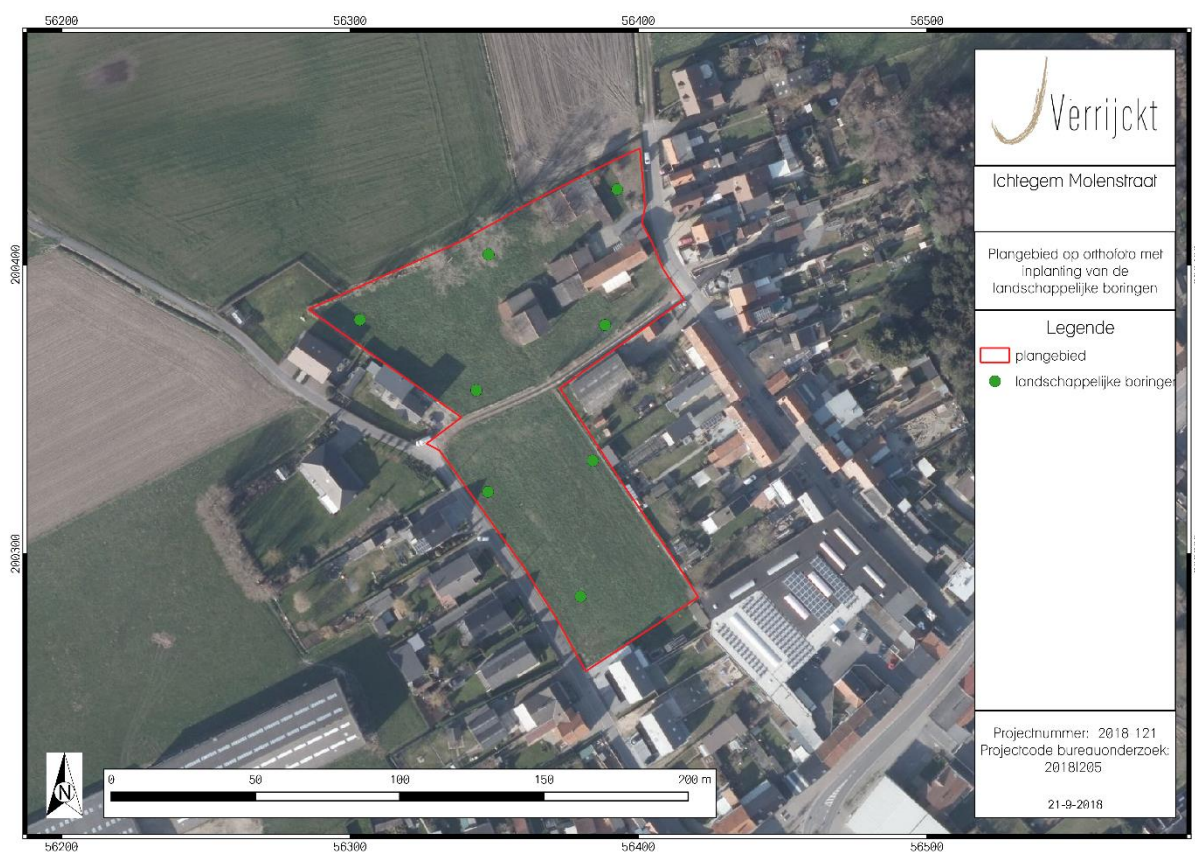 56200 56300 56400 56500
Verrijckt
Ichtegem Molenstraat
Plangebied op orthofoto met
inplanting van de
landschappelijke boringen
Legende
plangebied
landschappelijke boringen
200400
200300
Projectnummer: 2018 121
Projectcode bureauonderzoek:
2018I205
21-9-2018
N
0 50 100 150 200 m
56200 56300 56400 56500